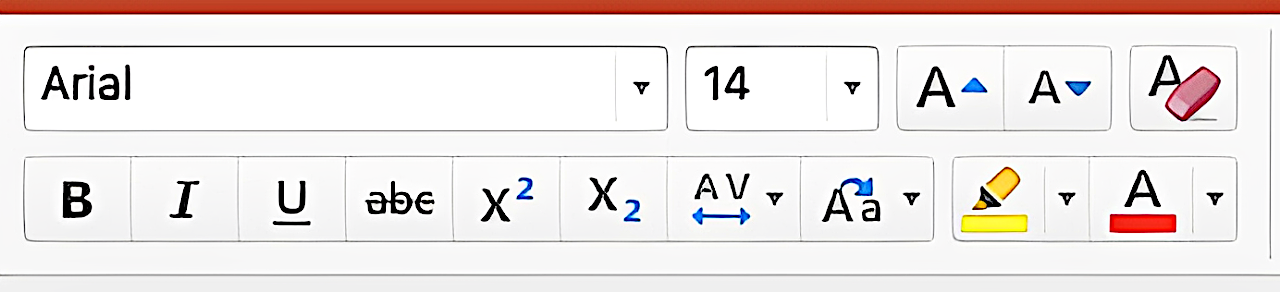 Arial 14 A A A
B I U abc X² X₂ AV Aa A